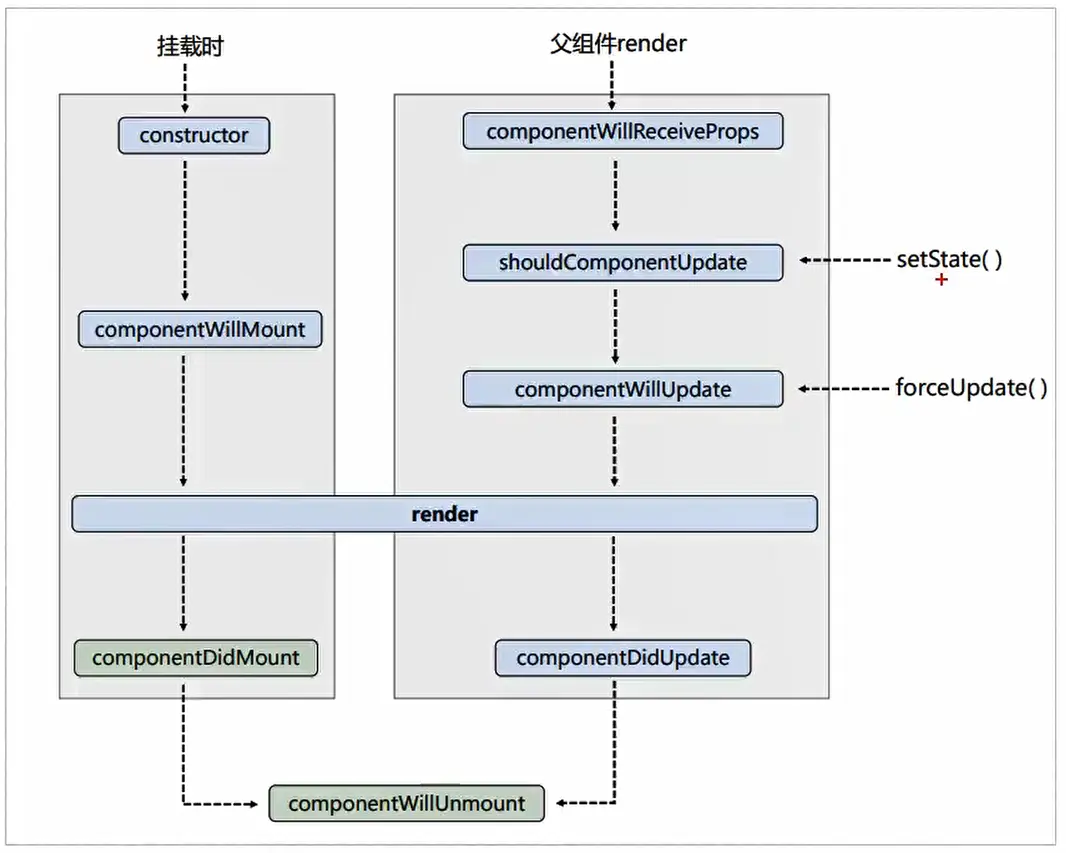 挂载时
constructor
componentWillMount
父组件render
componentWillReceiveProps
shouldComponentUpdate
setState( )
componentWillUpdate
forceUpdate( )
render
componentDidMount
componentDidUpdate
componentWillUnmount